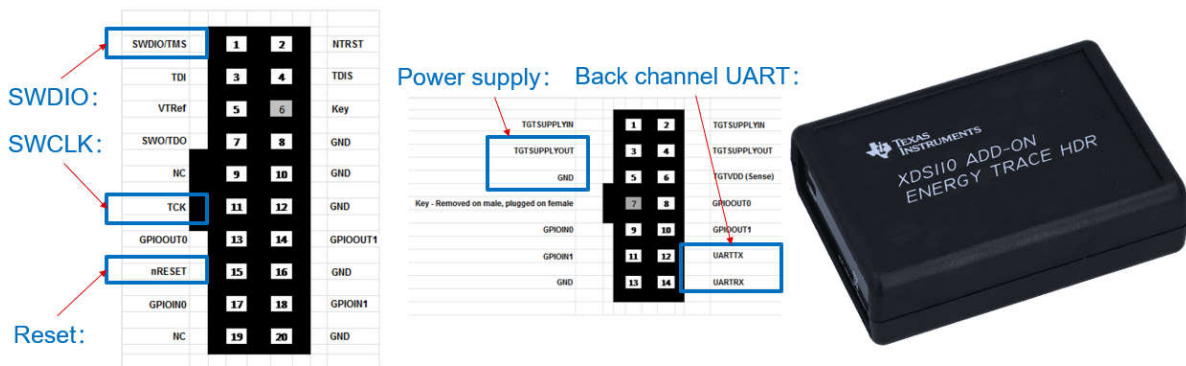 SWDIO/TMS 1 2 NTRST
TDI 3 4 TDIS
SWDIO:
VTRef 5 6 Key
SWCLK:
SWO/TDO 7 8 GND
NC 9 10 GND
TCK 11 12 GND
GPIOOUT0 13 14 GPIOOUT1
nRESET 15 16 GND
GPIOIN0 17 18 GPIOIN1
Reset:
NC 19 20 GND
Power supply: Back channel UART:
TGTSUPPLYIN 1 2 TGTSUPPLYIN
TGTSUPPLYOUT 3 4 TGTSUPPLYOUT
GND 5 6 TGTVDD (Sense)
Key - Removed on male, plugged on female 7 8 GPIOOUT0
GPIOIN0 9 10 GPIOOUT1
GPIOIN1 11 12 UARTTX
GND 13 14 UARTRX
TEXAS
INSTRUMENTS
XDS110 ADD-ON
ENERGY TRACE HDR